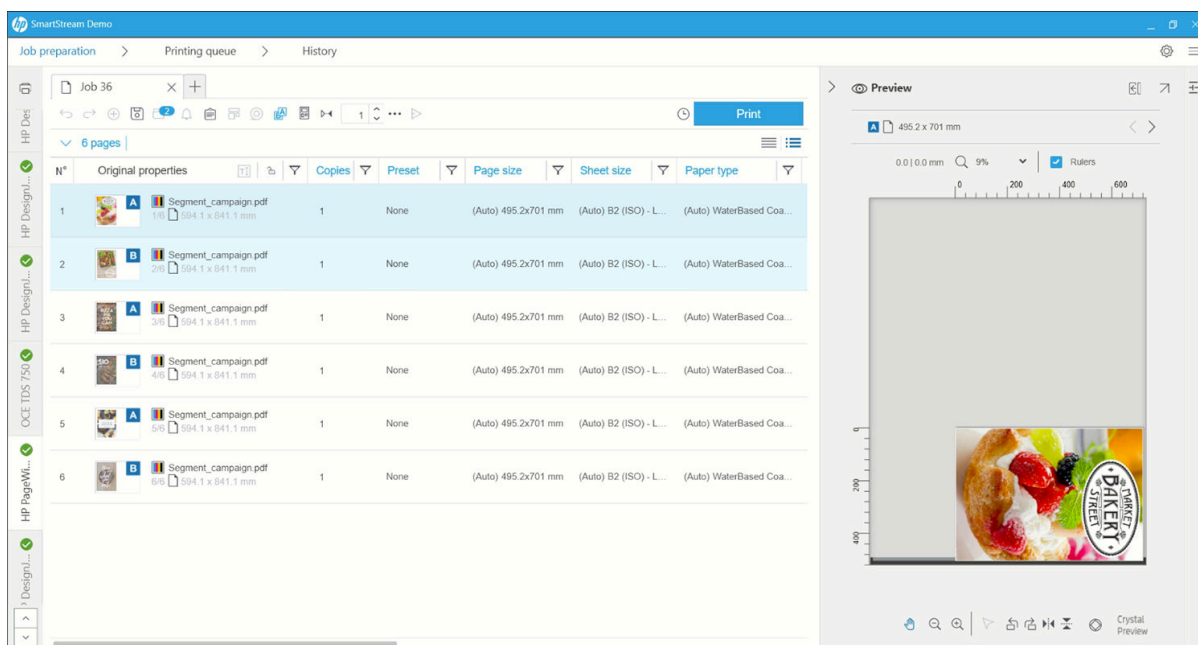 hp SmartStream Demo
Job preparation > Printing queue > History
Job 36
2
1
Print
6 pages
N° Original properties Copies Preset Page size Sheet size Paper type
1 A Segment_campaign.pdf 1 None (Auto) 495.2x701 mm (Auto) B2 (ISO) - L... (Auto) WaterBased Coa...
1/6 594.1 x 841.1 mm
2 B Segment_campaign.pdf 1 None (Auto) 495.2x701 mm (Auto) B2 (ISO) - L... (Auto) WaterBased Coa...
2/6 594.1 x 841.1 mm
3 A Segment_campaign.pdf 1 None (Auto) 495.2x701 mm (Auto) B2 (ISO) - L... (Auto) WaterBased Coa...
3/6 594.1 x 841.1 mm
4 B Segment_campaign.pdf 1 None (Auto) 495.2x701 mm (Auto) B2 (ISO) - L... (Auto) WaterBased Coa...
4/6 594.1 x 841.1 mm
5 A Segment_campaign.pdf 1 None (Auto) 495.2x701 mm (Auto) B2 (ISO) - L... (Auto) WaterBased Coa...
5/6 594.1 x 841.1 mm
6 B Segment_campaign.pdf 1 None (Auto) 495.2x701 mm (Auto) B2 (ISO) - L... (Auto) WaterBased Coa...
6/6 594.1 x 841.1 mm
HP Des
HP DesignJ...
HP DesignJ...
OCE TDS 750
HP PageWi...
DesignJ...
Preview
A 495.2 x 701 mm
0.0 | 0.0 mm 9% Rulers
0 200 400 600
0
200
400
MARKET
BAKERY
STREET
Crystal
Preview